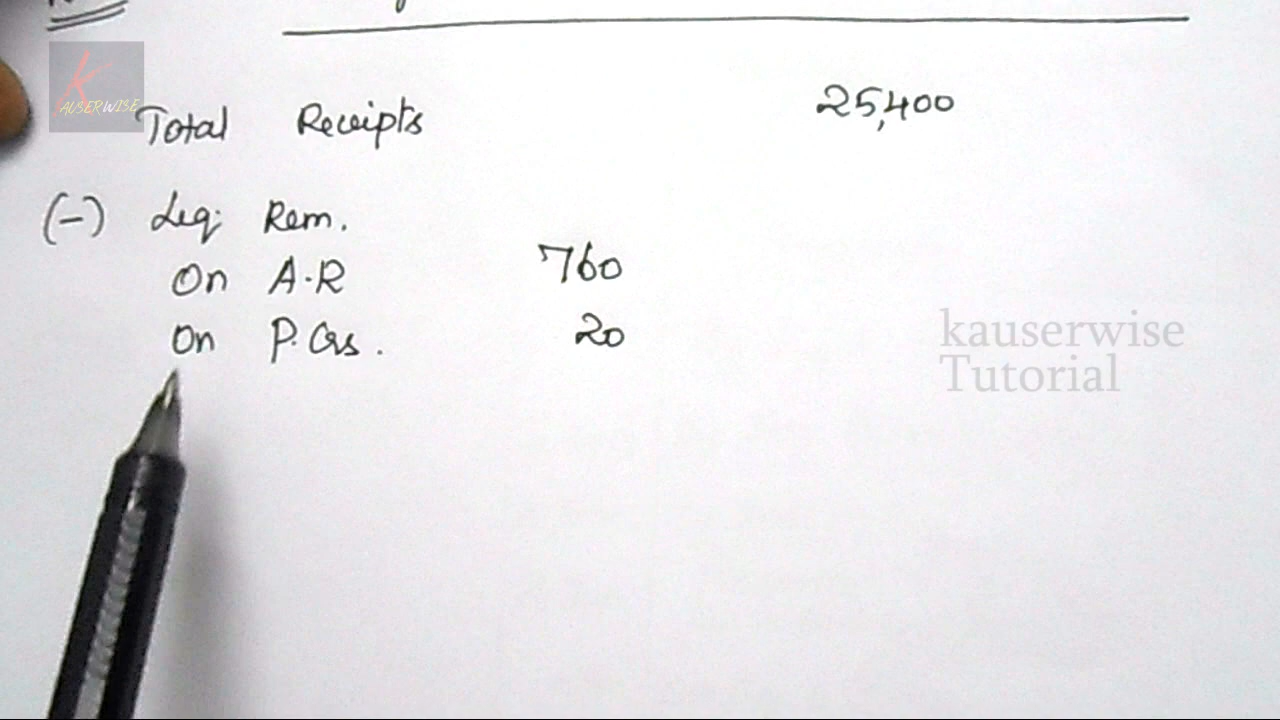 KAUSERWISE
Total Receipts 25,400
(-) Liq. Rem.
On A.R 760
On P. Crs. 20
kauserwise
Tutorial